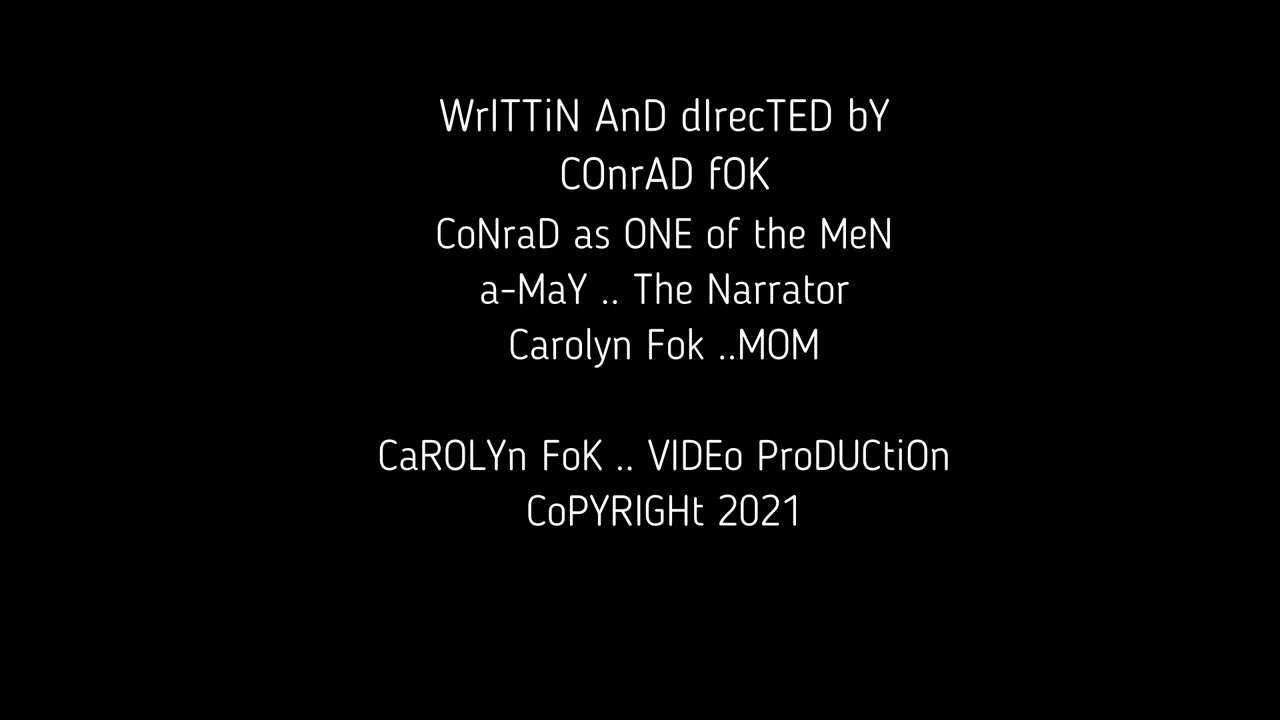 WrITTiN AnD dIrecTED bY
COnrAD fOK
CoNraD as ONE of the MeN
a-MaY .. The Narrator
Carolyn Fok ..MOM
CaROLYn FoK .. VIDEo ProDUCtiOn
CoPYRIGHt 2021